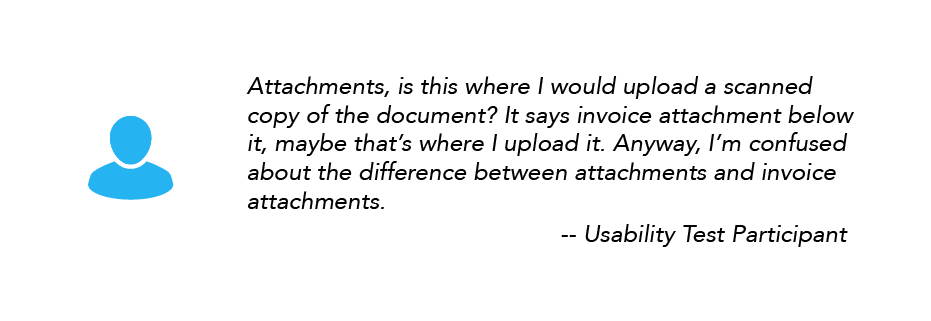 Attachments, is this where I would upload a scanned
copy of the document? It says invoice attachment below
it, maybe that’s where I upload it. Anyway, I’m confused
about the difference between attachments and invoice
attachments.
-- Usability Test Participant